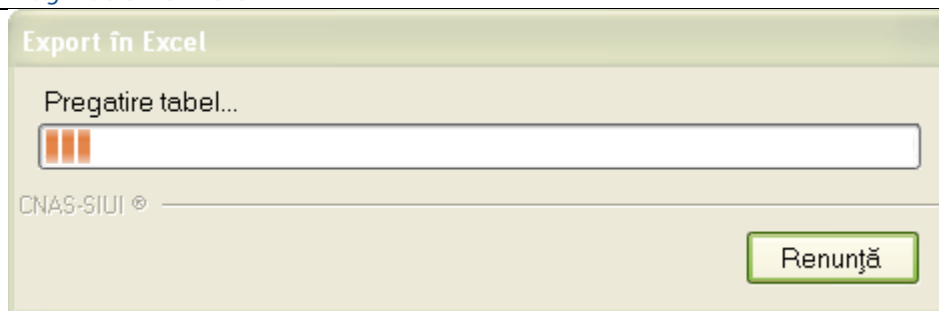 Export în Excel
Pregatire tabel...
CNAS-SIUI ®
Renunţă